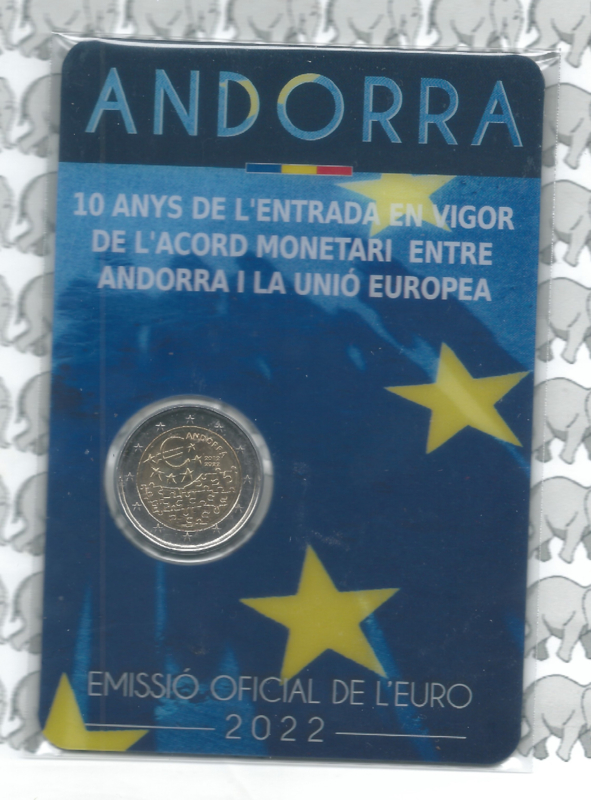 ANDORRA
10 ANYS DE L'ENTRADA EN VIGOR
DE L'ACORD MONETARI ENTRE
ANDORRA I LA UNIÓ EUROPEA
€ ANDORRA
EMISSIÓ OFICIAL DE L'EURO
2022